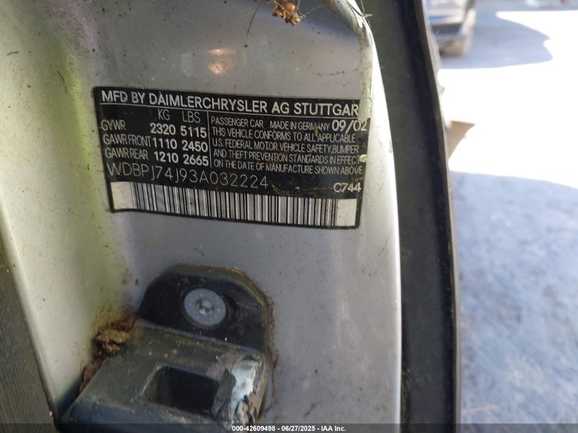 MFD BY DAIMLERCHRYSLER AG STUTTGAR
KG LBS
GVWR 2320 5115
GAWR FRONT 1110 2450
GAWR REAR 1210 2665
PASSENGER CAR MADE IN GERMANY 09/02
THIS VEHICLE CONFORMS TO ALL APPLICABLE
U.S. FEDERAL MOTOR VEHICLE SAFETY, BUMPER
AND THEFT PREVENTION STANDARDS IN EFFECT
ON THE DATE OF MANUFACTURE SHOWN ABOVE
WDBPJ74J93A032224
C744
000-42609498 - 06/27/2025 - IAA Inc.